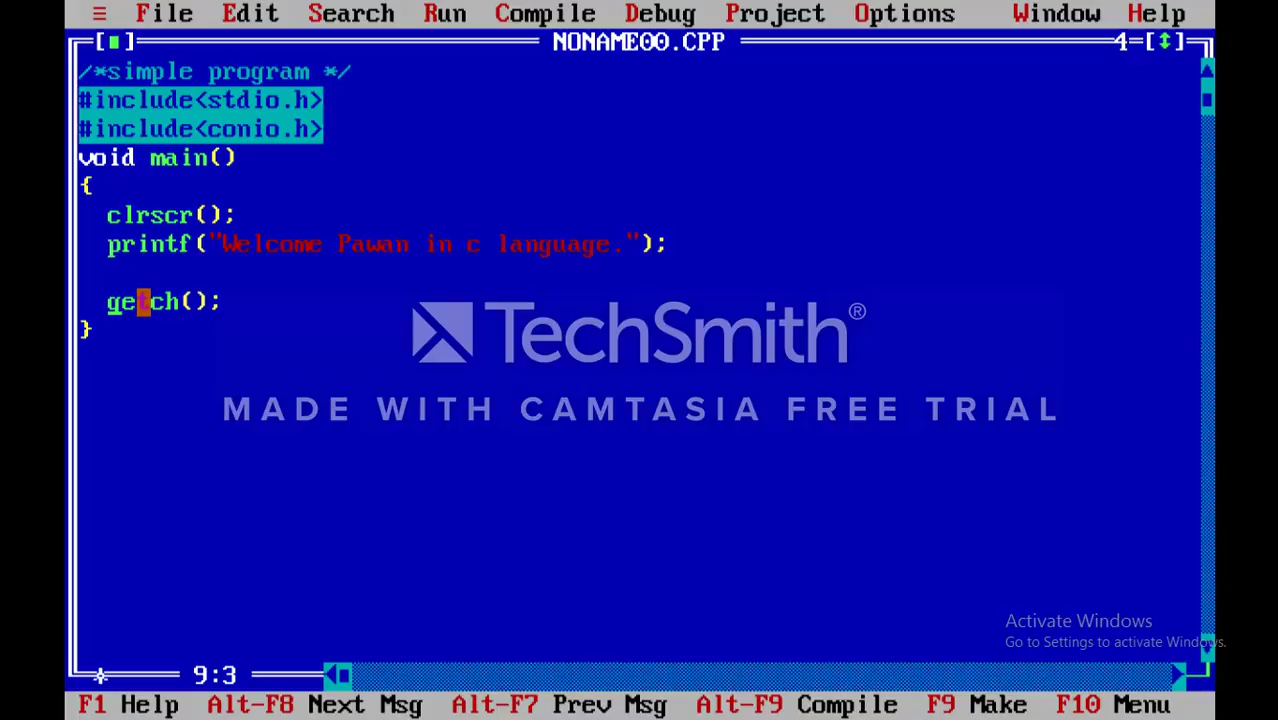 ≡ File Edit Search Run Compile Debug Project Options Window Help
[■] NONAME00.CPP 4=[↕]
/*simple program */
#include<stdio.h>
#include<conio.h>
void main()
{
clrscr();
printf("Welcome Pawan in c language.");
getch();
}
TechSmith®
MADE WITH CAMTASIA FREE TRIAL
Activate Windows
Go to Settings to activate Windows.
9:3
F1 Help Alt-F8 Next Msg Alt-F7 Prev Msg Alt-F9 Compile F9 Make F10 Menu